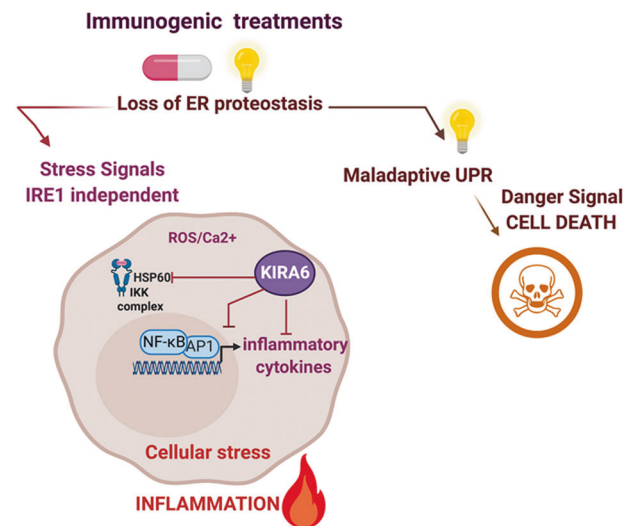 Immunogenic treatments
Loss of ER proteostasis
Stress Signals
IRE1 independent
Maladaptive UPR
Danger Signal
CELL DEATH
ROS/Ca2+
KIRA6
HSP60
IKK
complex
NF-κB
AP1
inflammatory
cytokines
Cellular stress
INFLAMMATION